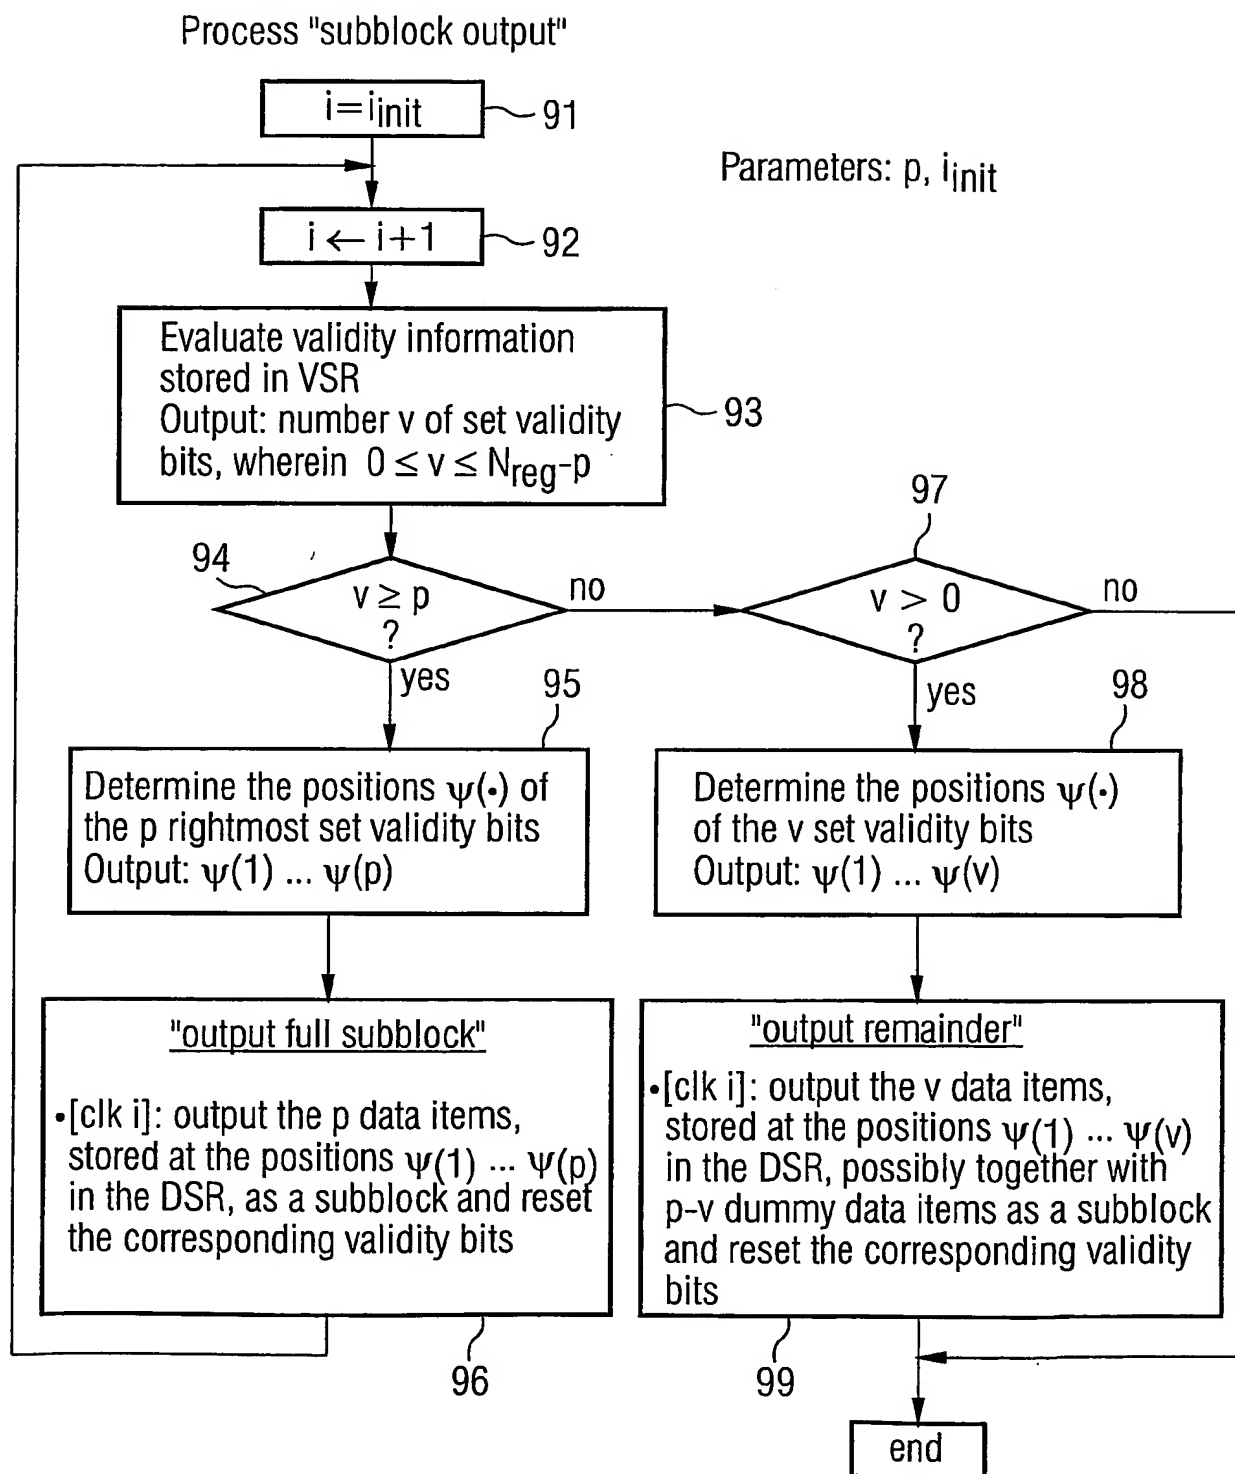 Process "subblock output"
i=i_init
91
Parameters: p, i_init
i ← i+1
92
Evaluate validity information
stored in VSR
Output: number v of set validity
bits, wherein 0 ≤ v ≤ N_reg-p
93
94
v ≥ p
?
no
yes
97
v > 0
?
no
yes
95
Determine the positions ψ(•) of
the p rightmost set validity bits
Output: ψ(1) ... ψ(p)
98
Determine the positions ψ(•)
of the v set validity bits
Output: ψ(1) ... ψ(v)
"output full subblock"
•[clk i]: output the p data items,
stored at the positions ψ(1) ... ψ(p)
in the DSR, as a subblock and reset
the corresponding validity bits
96
"output remainder"
•[clk i]: output the v data items,
stored at the positions ψ(1) ... ψ(v)
in the DSR, possibly together with
p-v dummy data items as a subblock
and reset the corresponding validity
bits
99
end